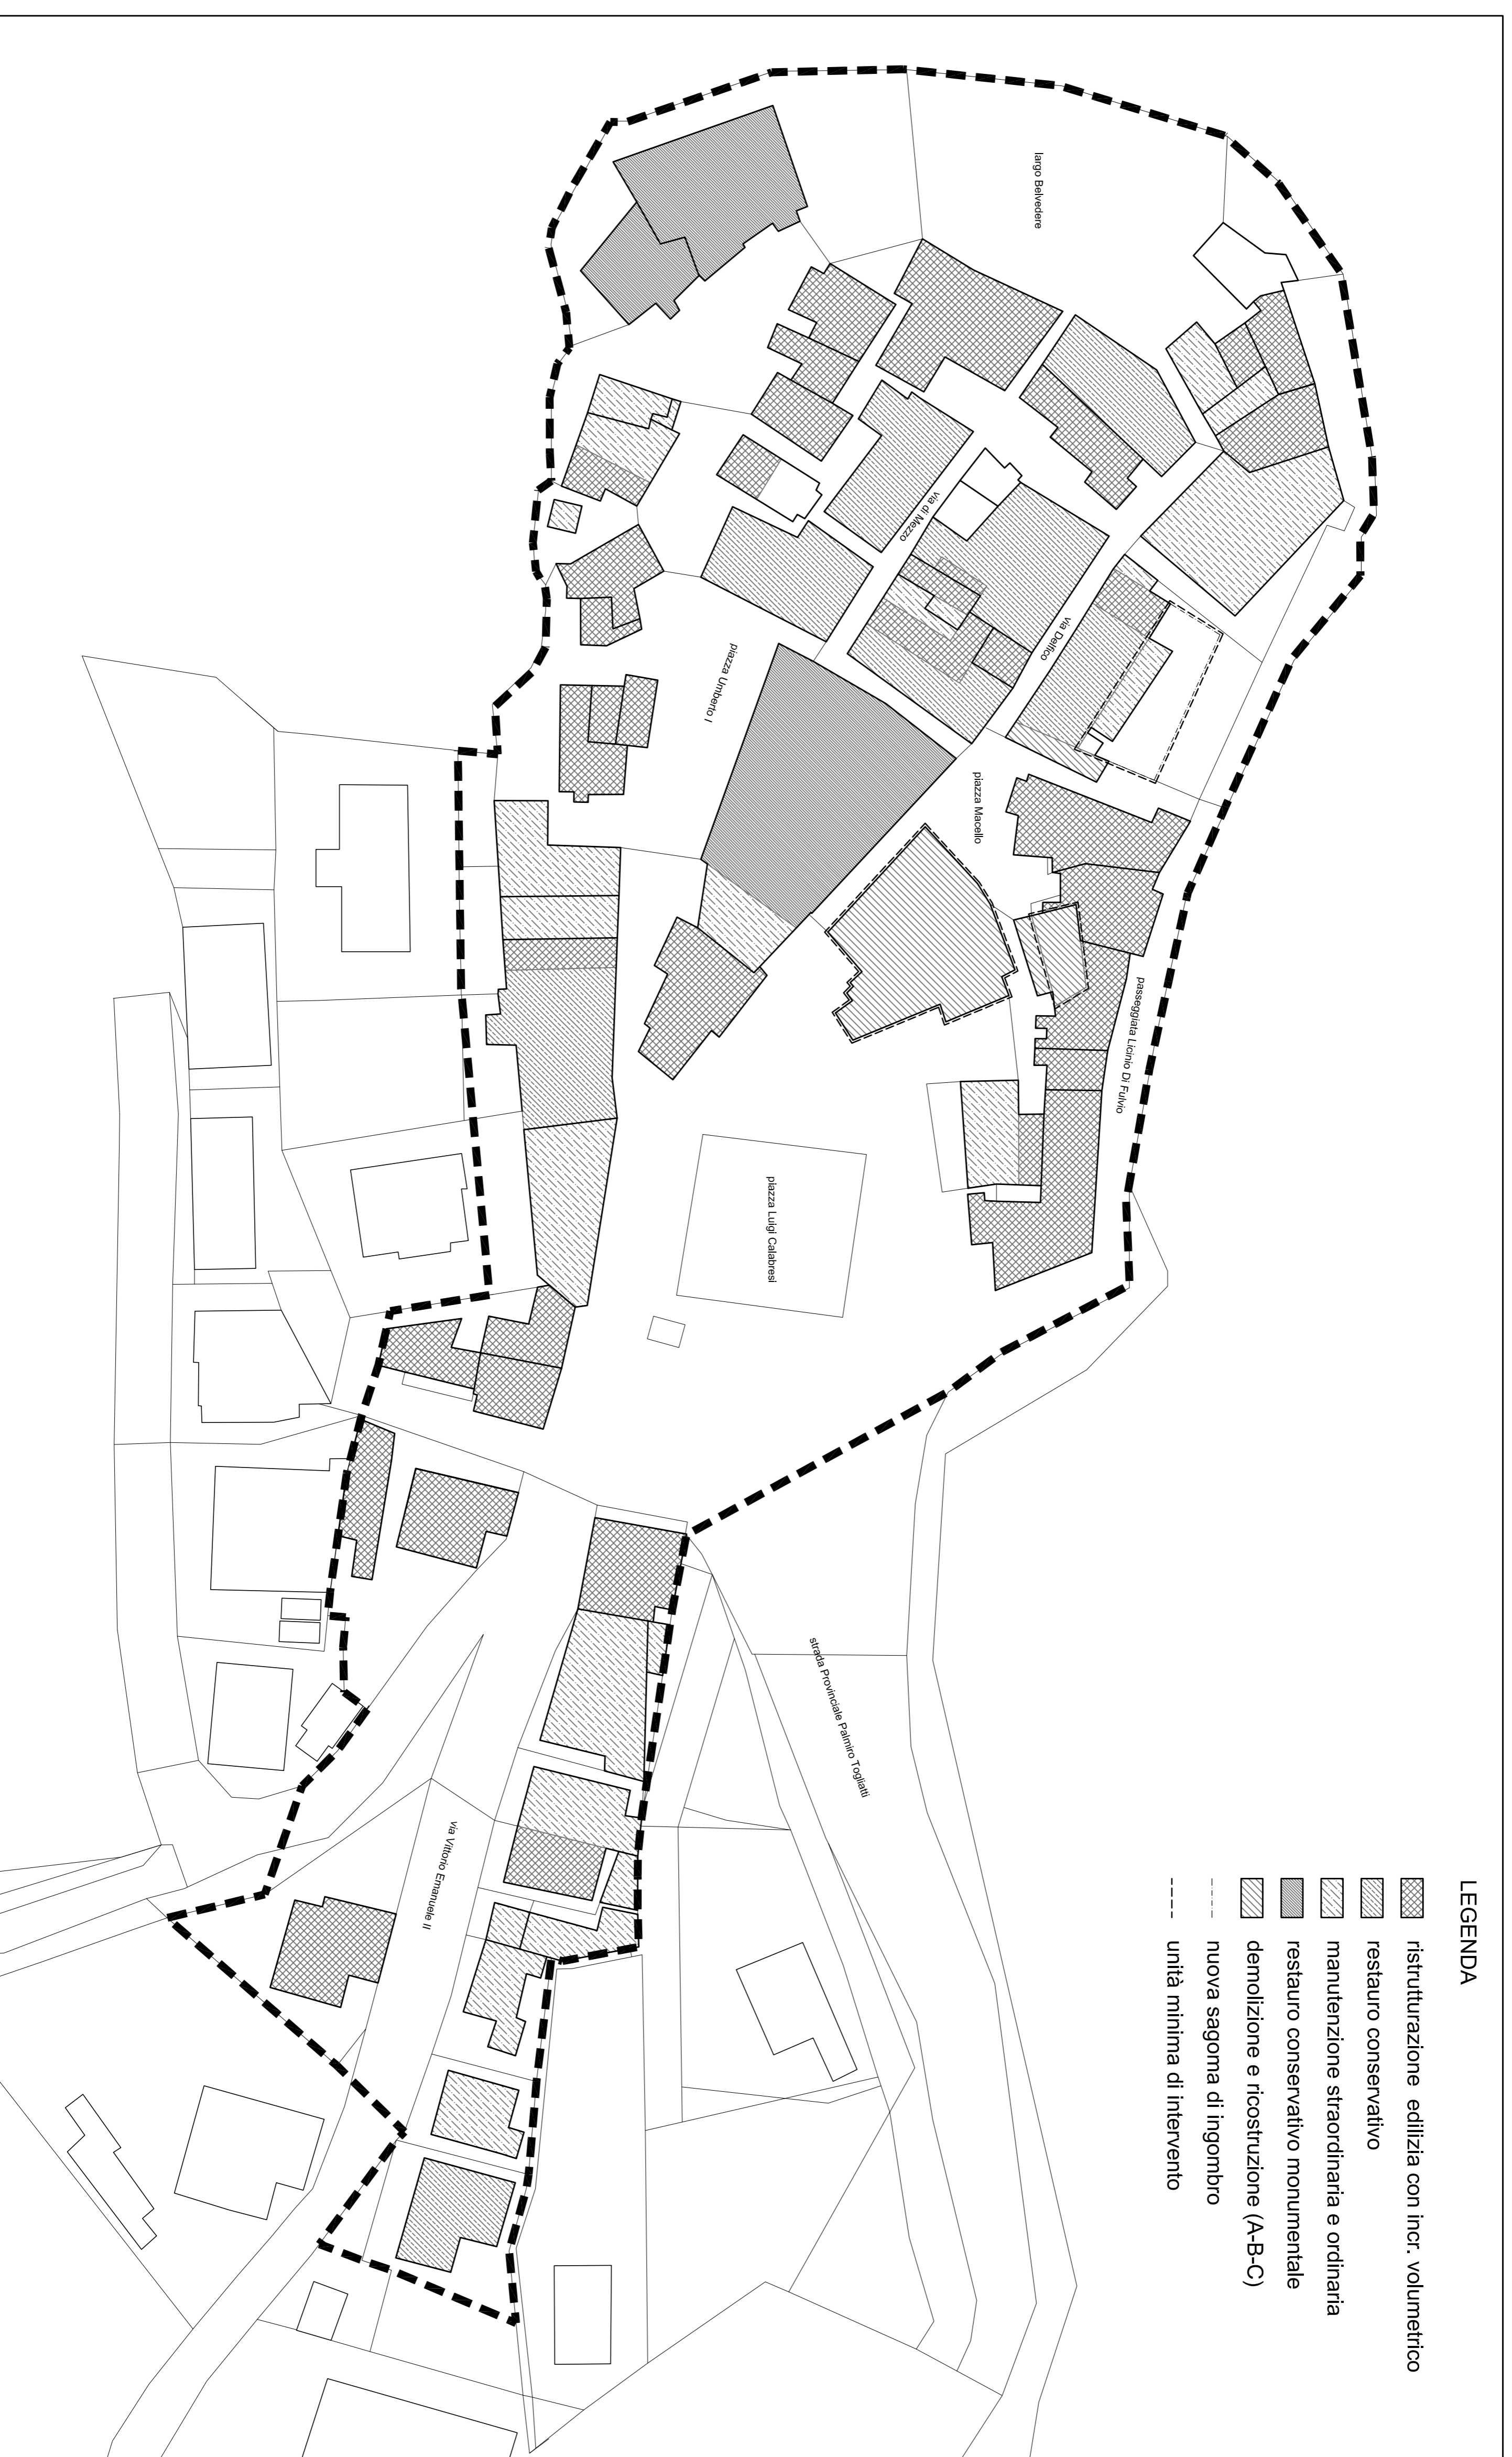 LEGENDA
ristrutturazione edilizia con incr. volumetrico
restauro conservativo
manutenzione straordinaria e ordinaria
restauro conservativo monumentale
demolizione e ricostruzione (A-B-C)
nuova sagoma di ingombro
unità minima di intervento
largo Belvedere
via di Mezzo
via Delfico
piazza Umberto I
piazza Macello
passeggiata Licinio Di Fulvio
piazza Luigi Calabresi
strada Provinciale Palmiro Togliatti
via Vittorio Emanuele II